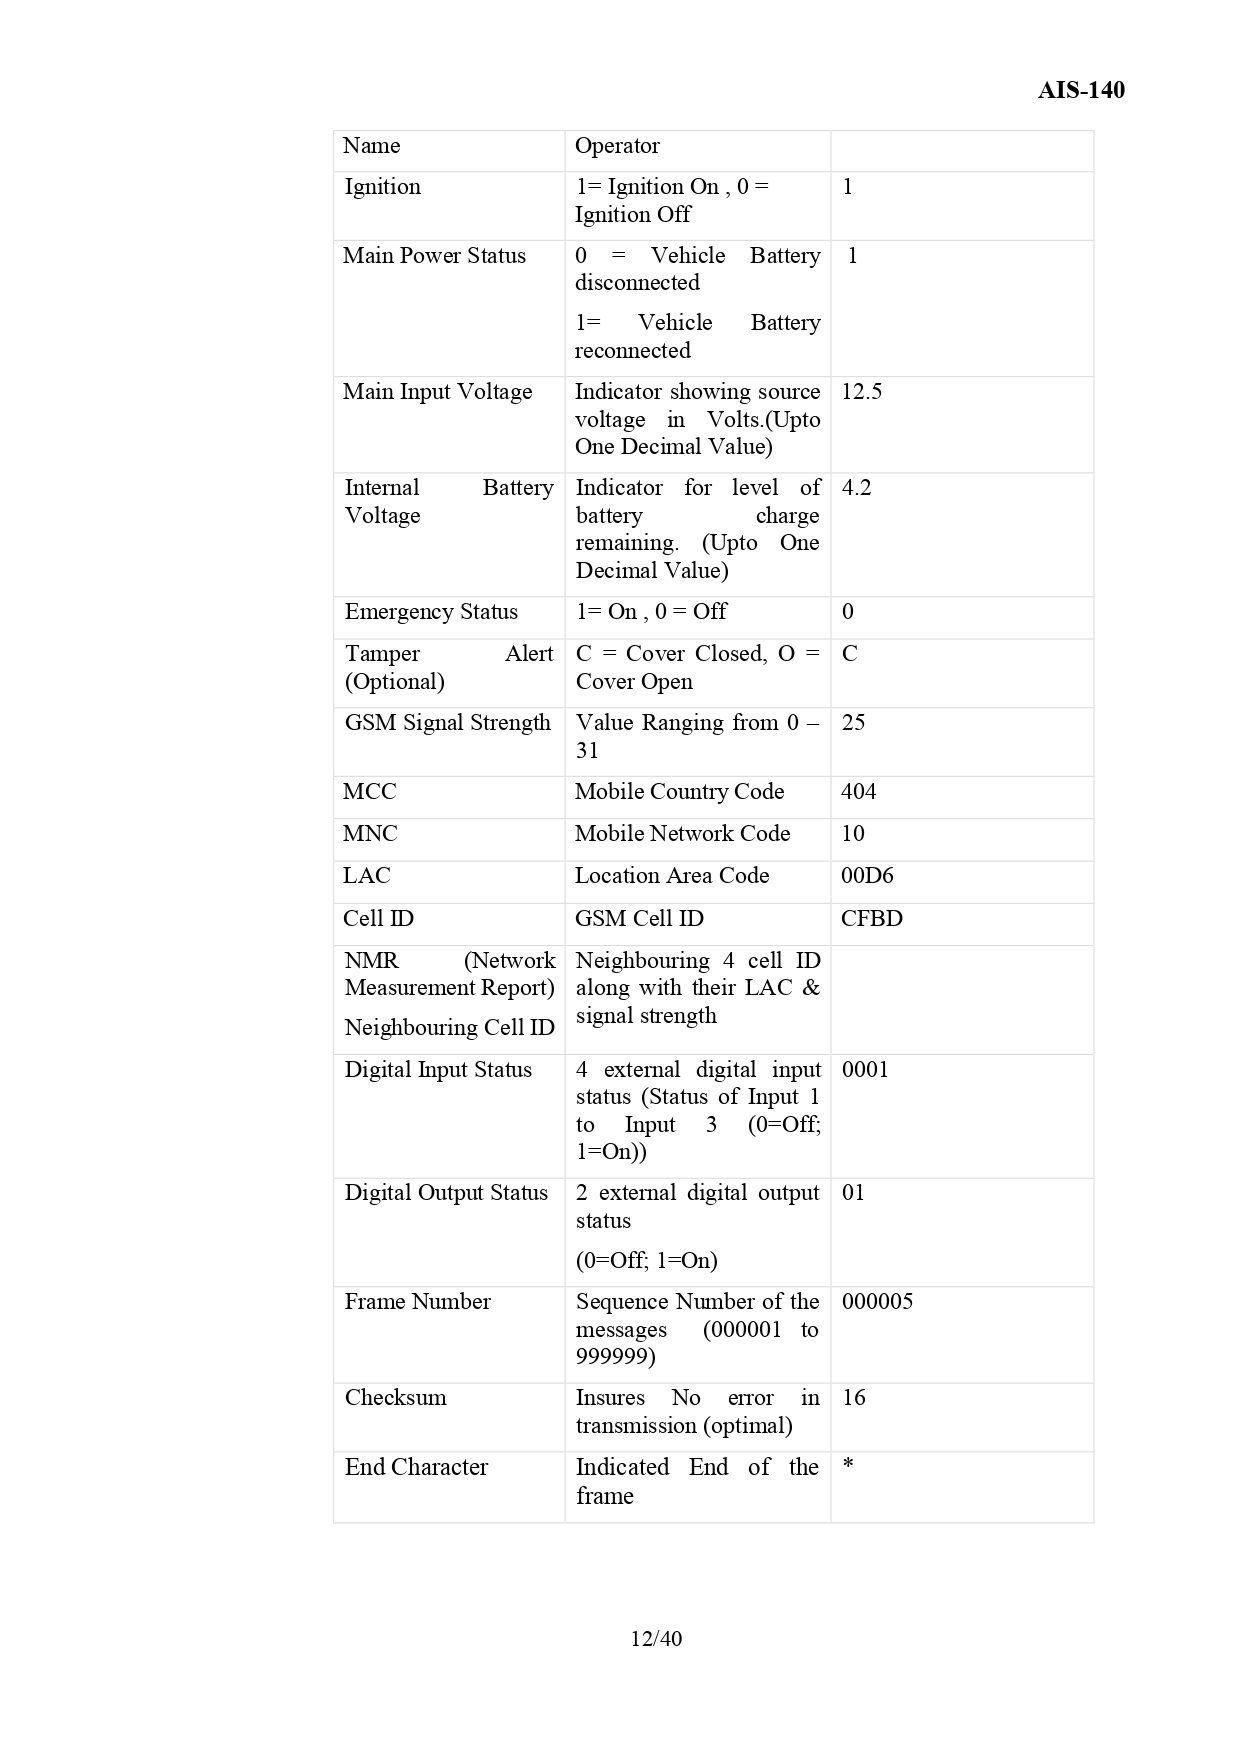 AIS-140
Name Operator
Ignition 1= Ignition On , 0 = 1
Ignition Off
Main Power Status 0 = Vehicle Battery 1
disconnected
1= Vehicle Battery
reconnected
Main Input Voltage Indicator showing source 12.5
voltage in Volts.(Upto
One Decimal Value)
Internal Battery Indicator for level of 4.2
Voltage battery charge
remaining. (Upto One
Decimal Value)
Emergency Status 1= On , 0 = Off 0
Tamper Alert C = Cover Closed, O = C
(Optional) Cover Open
GSM Signal Strength Value Ranging from 0 – 25
31
MCC Mobile Country Code 404
MNC Mobile Network Code 10
LAC Location Area Code 00D6
Cell ID GSM Cell ID CFBD
NMR (Network Neighbouring 4 cell ID
Measurement Report) along with their LAC &
signal strength
Neighbouring Cell ID
Digital Input Status 4 external digital input 0001
status (Status of Input 1
to Input 3 (0=Off;
1=On))
Digital Output Status 2 external digital output 01
status
(0=Off; 1=On)
Frame Number Sequence Number of the 000005
messages (000001 to
999999)
Checksum Insures No error in 16
transmission (optimal)
End Character Indicated End of the *
frame
12/40